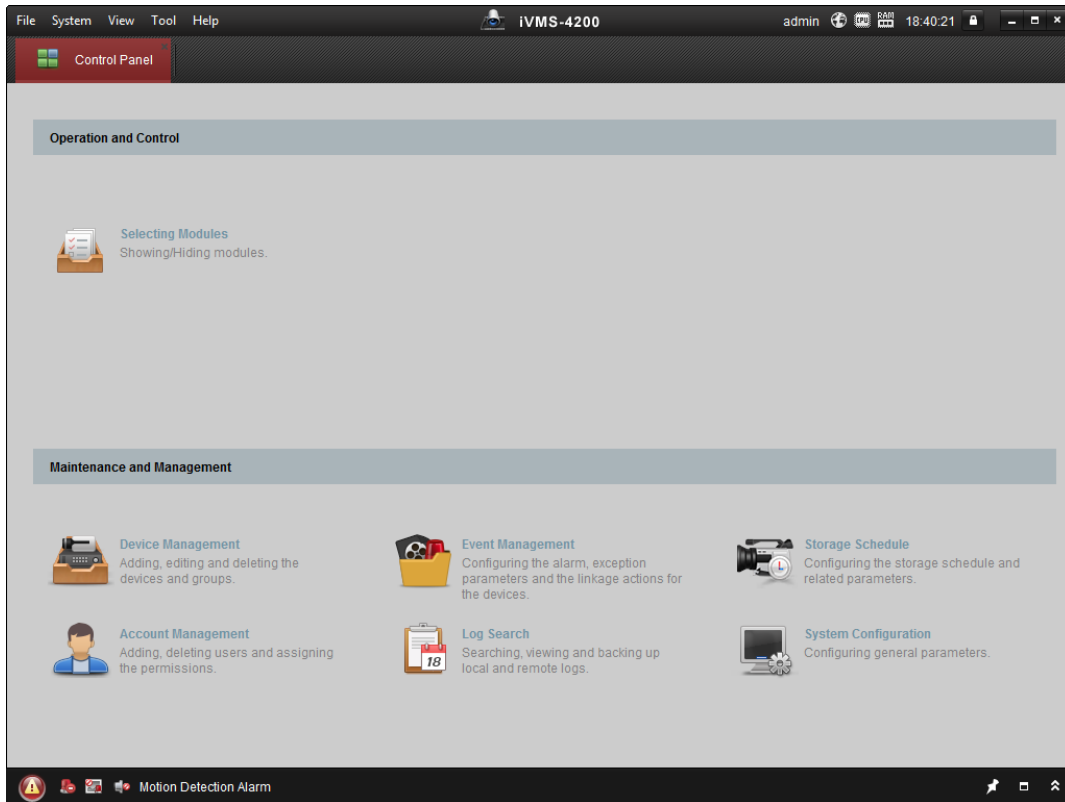 File System View Tool Help iVMS-4200 admin CPU RAM 18:40:21
Control Panel
Operation and Control
Selecting Modules
Showing/Hiding modules.
Maintenance and Management
Device Management
Adding, editing and deleting the
devices and groups.
Event Management
Configuring the alarm, exception
parameters and the linkage actions for
the devices.
Storage Schedule
Configuring the storage schedule and
related parameters.
Account Management
Adding, deleting users and assigning
the permissions.
18
Log Search
Searching, viewing and backing up
local and remote logs.
System Configuration
Configuring general parameters.
Motion Detection Alarm